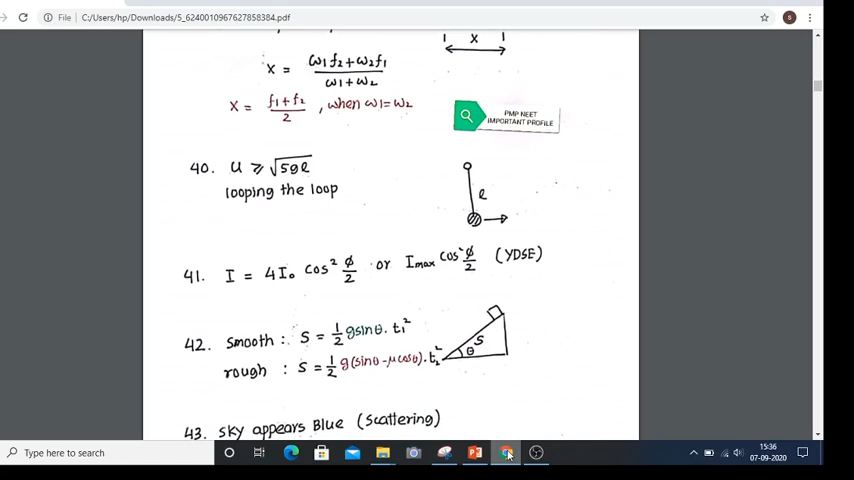 File | C:/Users/hp/Downloads/5_6240010967627858384.pdf
x
x = ω1f2+ω2f1 / ω1+ω2
x = f1+f2 / 2 , when ω1=ω2
PMP NEET
IMPORTANT PROFILE
40. u ⩾ √5gl
looping the loop
l
41. I = 4I₀ cos² φ/2 or Imax cos² φ/2 (YDSE)
42. smooth : S = 1/2 gsinθ. t₁²
rough : S = 1/2 g(sinθ-μcosθ). t₂²
S
θ
43. sky appears Blue (scattering)
Type here to search
15:36
07-09-2020